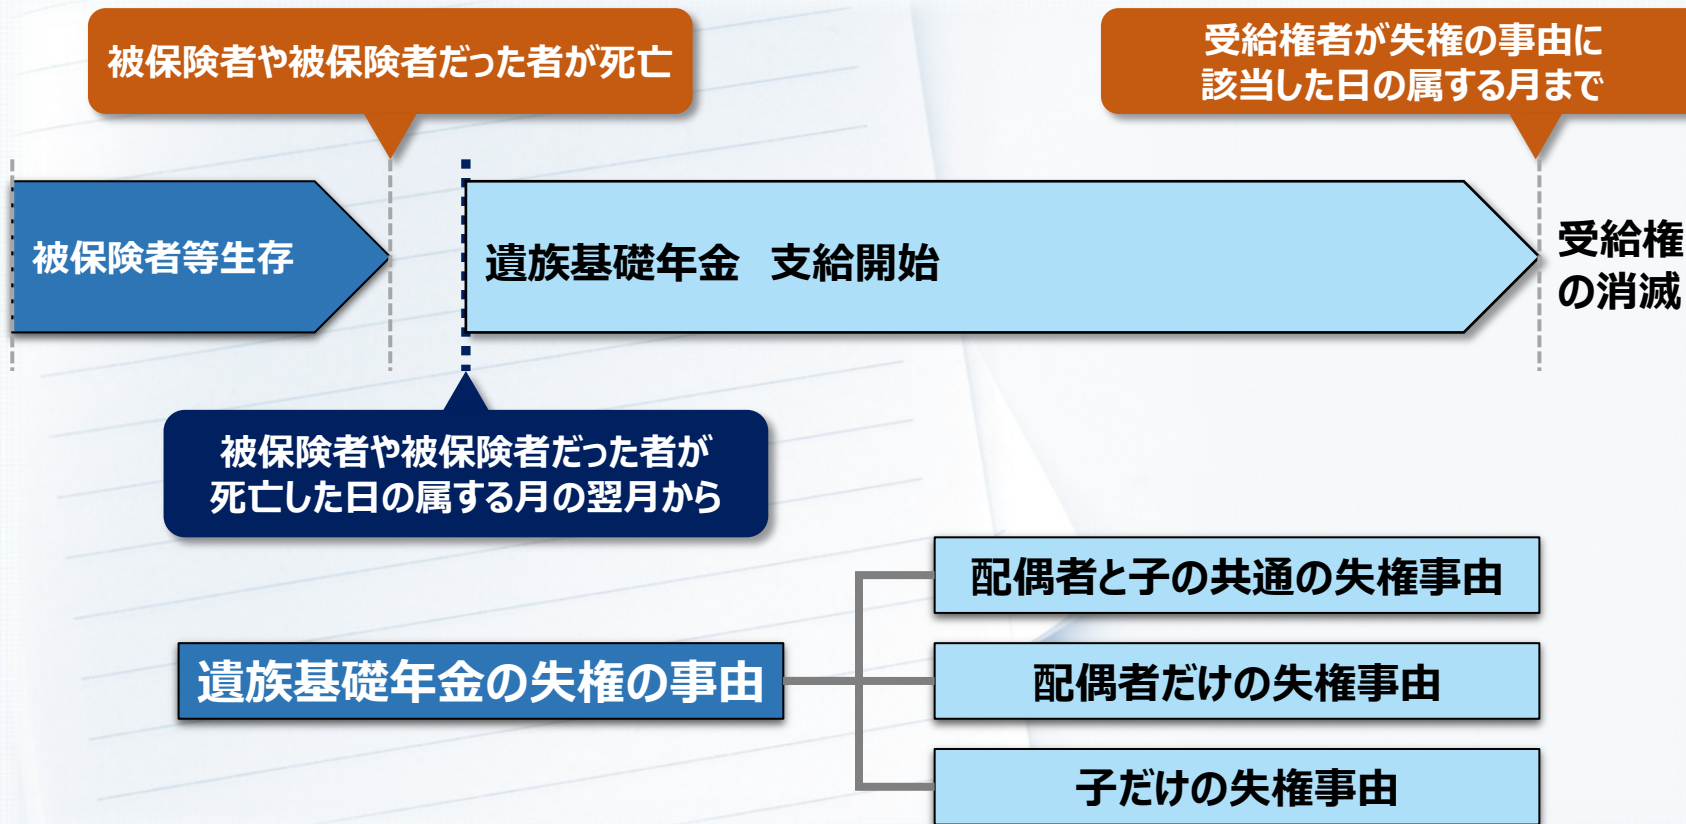 被保険者や被保険者だった者が死亡
受給権者が失権の事由に
該当した日の属する月まで
被保険者等生存
遺族基礎年金　支給開始
受給権
の消滅
被保険者や被保険者だった者が
死亡した日の属する月の翌月から
配偶者と子の共通の失権事由
遺族基礎年金の失権の事由
配偶者だけの失権事由
子だけの失権事由